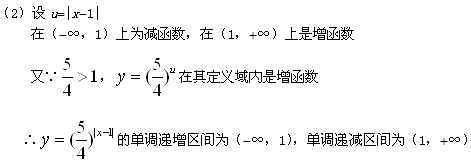 （2）设 u=|x-1|
在（-∞，1）上为减函数，在（1，+∞）上是增函数
又∵ 5/4 >1，y=(5/4)^u 在其定义域内是增函数
∴ y=(5/4)^|x-1| 的单调递增区间为（-∞，1），单调递减区间为（1，+∞）